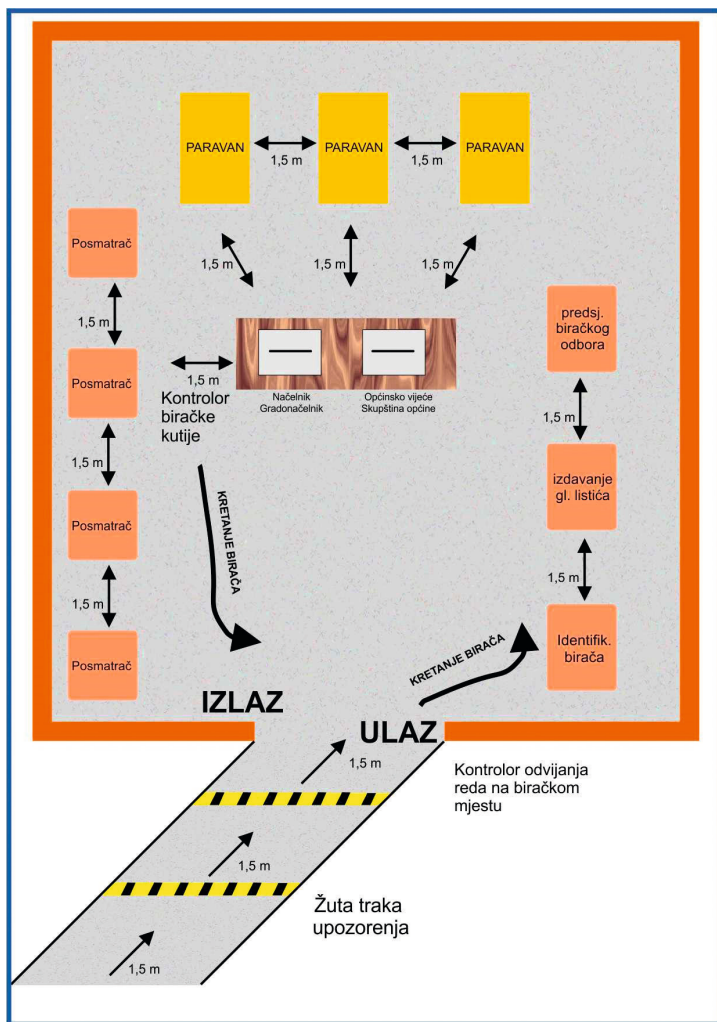 PARAVAN
PARAVAN
PARAVAN
1,5 m
1,5 m
Posmatrač
1,5 m
1,5 m
1,5 m
1,5 m
predsj.
biračkog
odbora
Posmatrač
1,5 m
Kontrolor
biračke
kutije
Načelnik
Gradonačelnik
Općinsko vijeće
Skupština općine
1,5 m
1,5 m
izdavanje
gl. listića
Posmatrač
KRETANJE BIRAČA
1,5 m
1,5 m
Posmatrač
Identifik.
birača
KRETANJE BIRAČA
IZLAZ
ULAZ
1,5 m
Kontrolor odvijanja
reda na biračkom
mjestu
1,5 m
Žuta traka
upozorenja
1,5 m